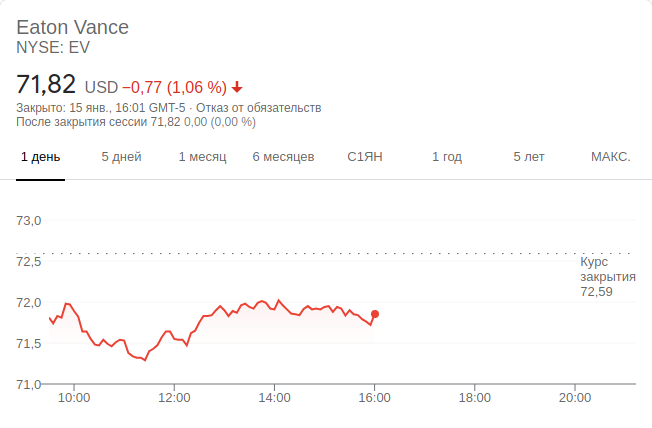 Eaton Vance
NYSE: EV
71,82 USD −0,77 (1,06 %)
Закрыто: 15 янв., 16:01 GMT-5 · Отказ от обязательств
После закрытия сессии 71,82 0,00 (0,00 %)
1 день 5 дней 1 месяц 6 месяцев С1ЯН 1 год 5 лет МАКС.
73,0
72,5
72,0
71,5
71,0
Курс
закрытия
72,59
10:00 12:00 14:00 16:00 18:00 20:00